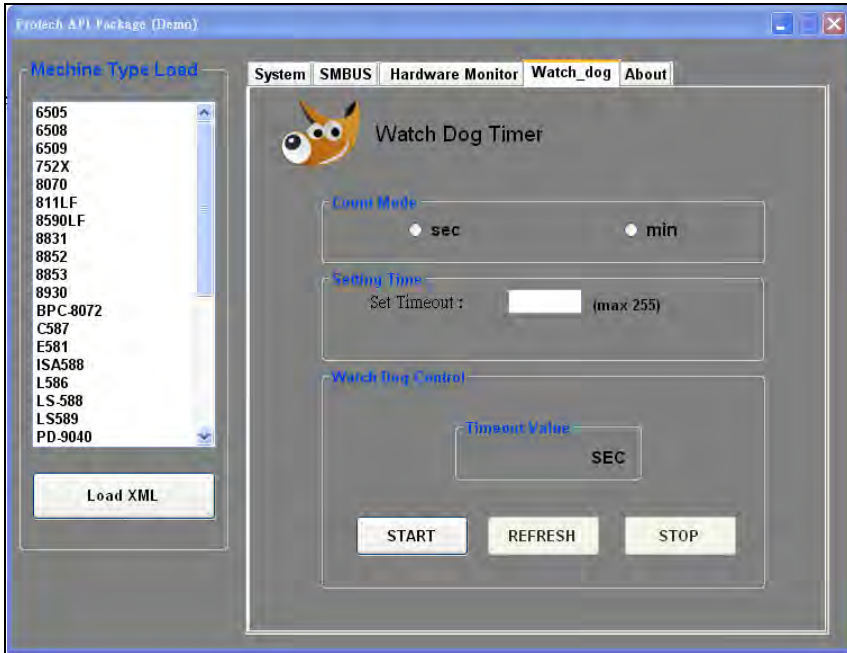 Protech API Package (Demo)
Mechine Type Load
6505
6508
6509
752X
8070
811LF
8590LF
8831
8852
8853
8930
BPC-8072
C587
E581
ISA588
L586
LS-588
LS589
PD-9040
Load XML
System SMBUS Hardware Monitor Watch_dog About
Watch Dog Timer
Count Mode
sec min
Setting Time
Set Timeout : (max 255)
Watch Dog Control
Timeout Value
SEC
START REFRESH STOP